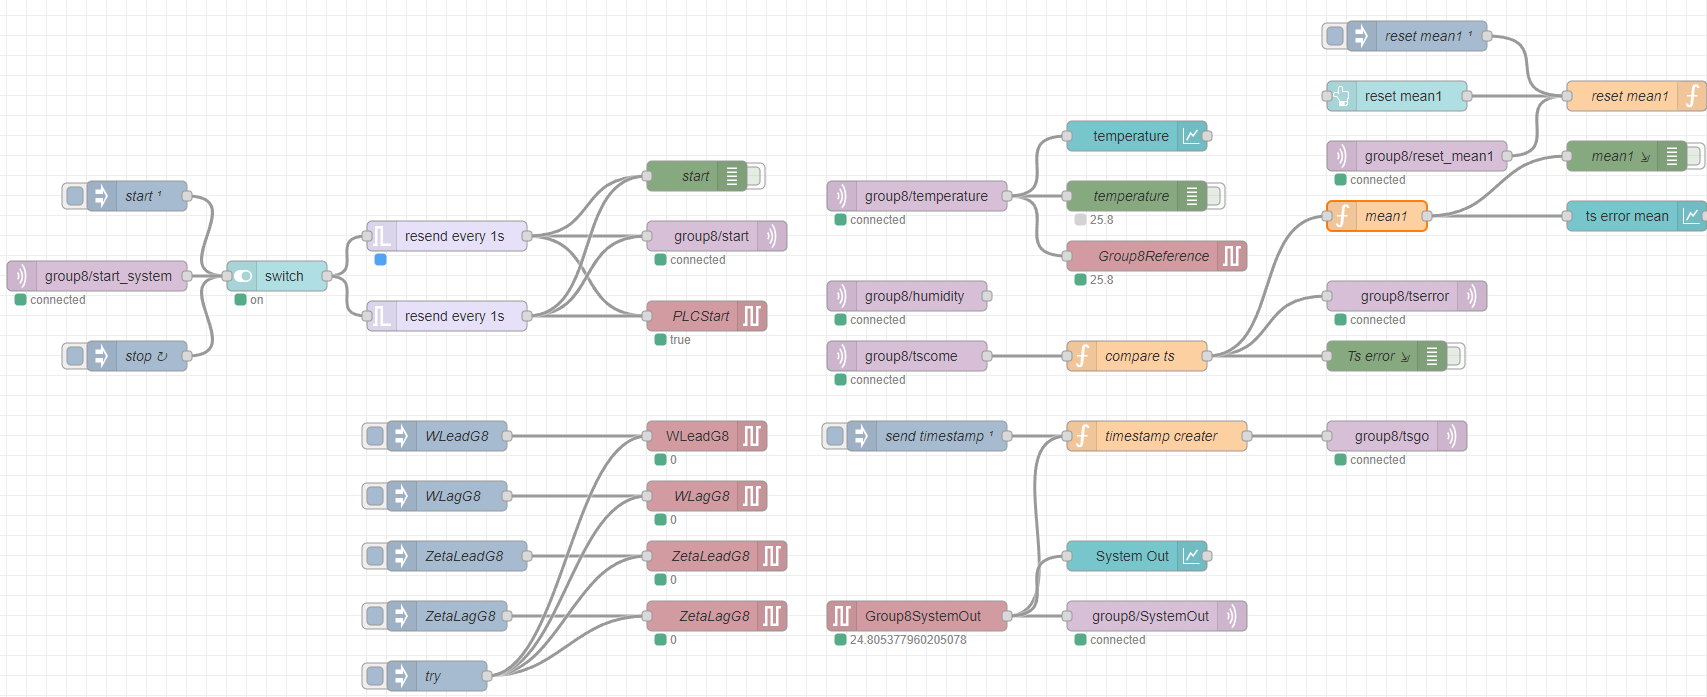 start ¹
group8/start_system
connected
stop ↻
switch
on
resend every 1s
resend every 1s
start
group8/start
connected
PLCStart
true
WLeadG8
WLeadG8
0
WLagG8
WLagG8
0
ZetaLeadG8
ZetaLeadG8
0
ZetaLagG8
ZetaLagG8
0
try
group8/temperature
connected
temperature
temperature
25.8
Group8Reference
25.8
group8/humidity
connected
group8/tscome
connected
compare ts
reset mean1 ¹
reset mean1
reset mean1
group8/reset_mean1
connected
mean1
mean1
ts error mean
group8/tserror
connected
Ts error
send timestamp ¹
timestamp creater
group8/tsgo
connected
System Out
Group8SystemOut
24.805377960205078
group8/SystemOut
connected